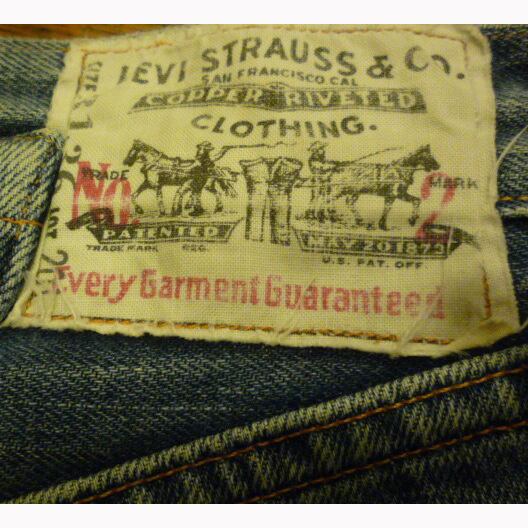 LEVI STRAUSS & CO.
SAN FRANCISCO CAL
COPPER RIVETED
CLOTHING.
TRADE MARK
No. 2
PATENTED MAY 20 1873
TRADE MARK REG. U.S. PAT. OFF
Every Garment Guaranteed
SIZE